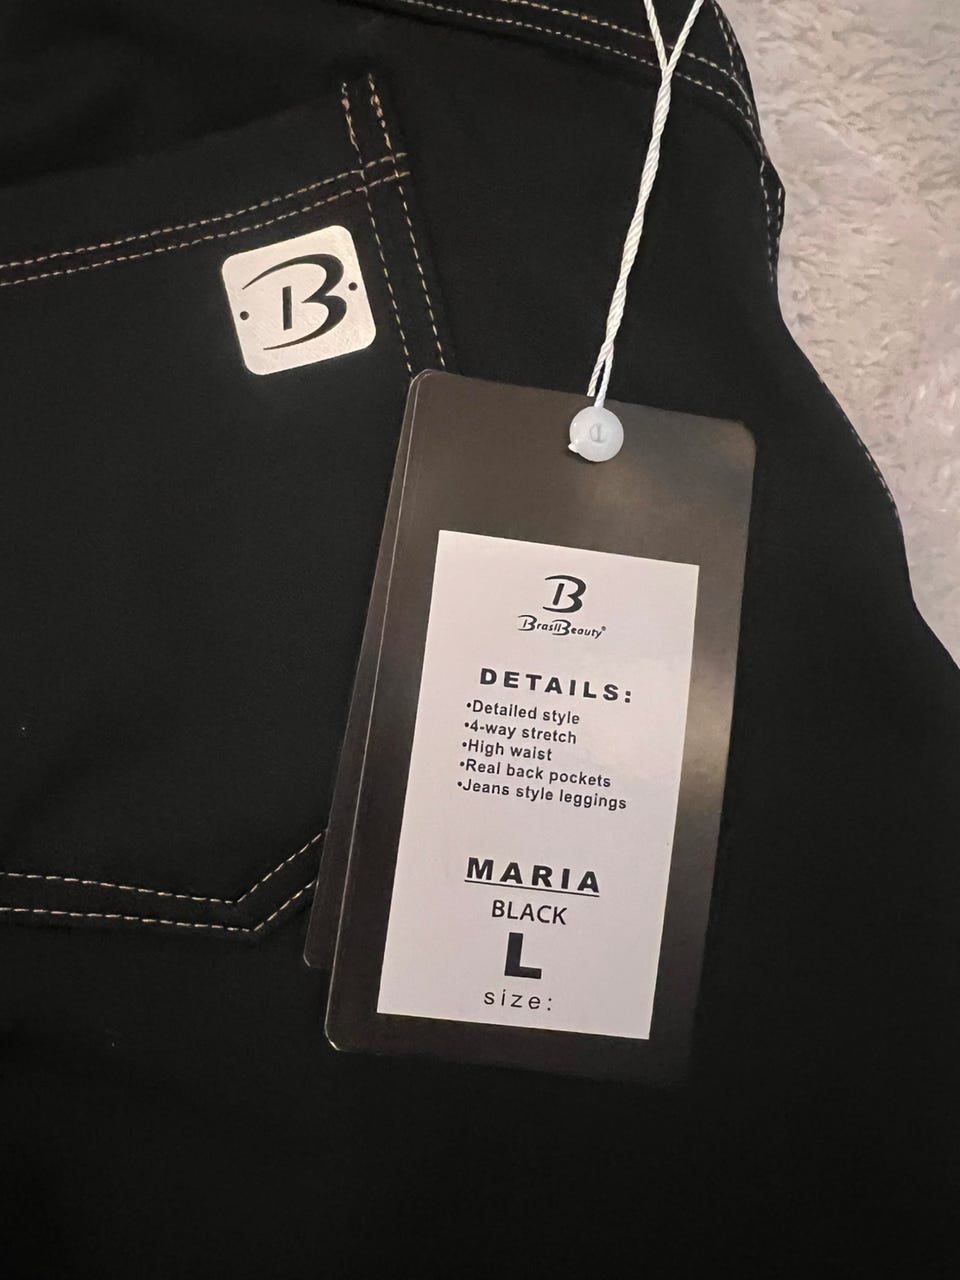 B
B
BrasilBeauty®
DETAILS:
•Detailed style
•4-way stretch
•High waist
•Real back pockets
•Jeans style leggings
MARIA
BLACK
L
size: